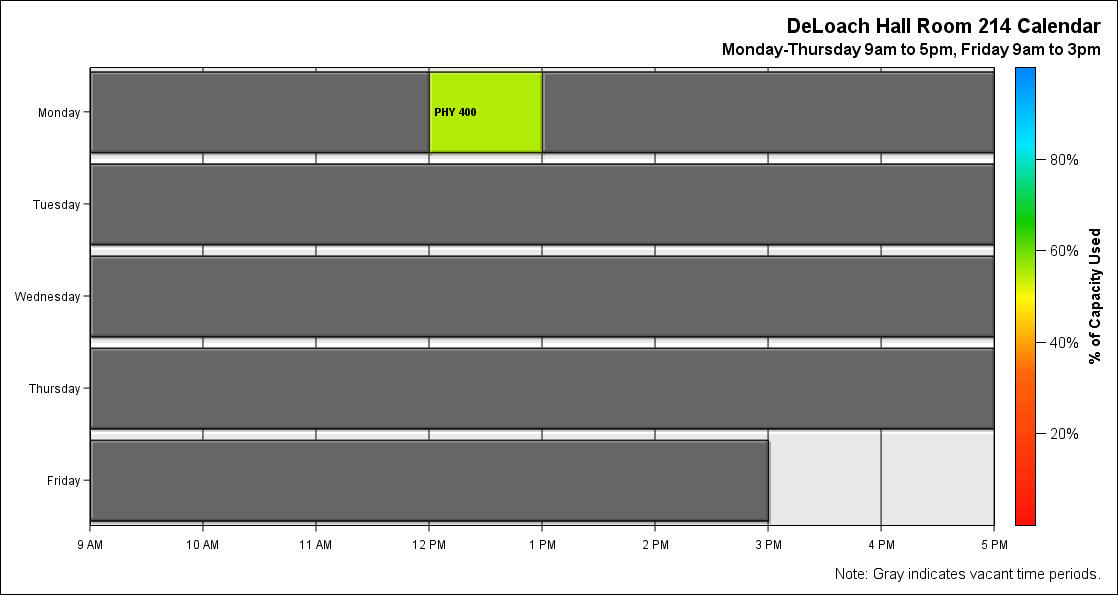 DeLoach Hall Room 214 Calendar
Monday-Thursday 9am to 5pm, Friday 9am to 3pm
Monday
PHY 400
Tuesday
Wednesday
Thursday
Friday
9 AM 10 AM 11 AM 12 PM 1 PM 2 PM 3 PM 4 PM 5 PM
80%
60%
40%
20%
% of Capacity Used
Note: Gray indicates vacant time periods.